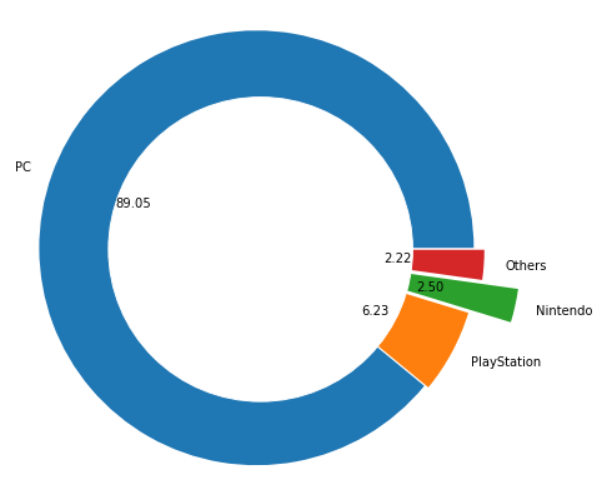 PC
89.05
2.22
Others
2.50
Nintendo
6.23
PlayStation